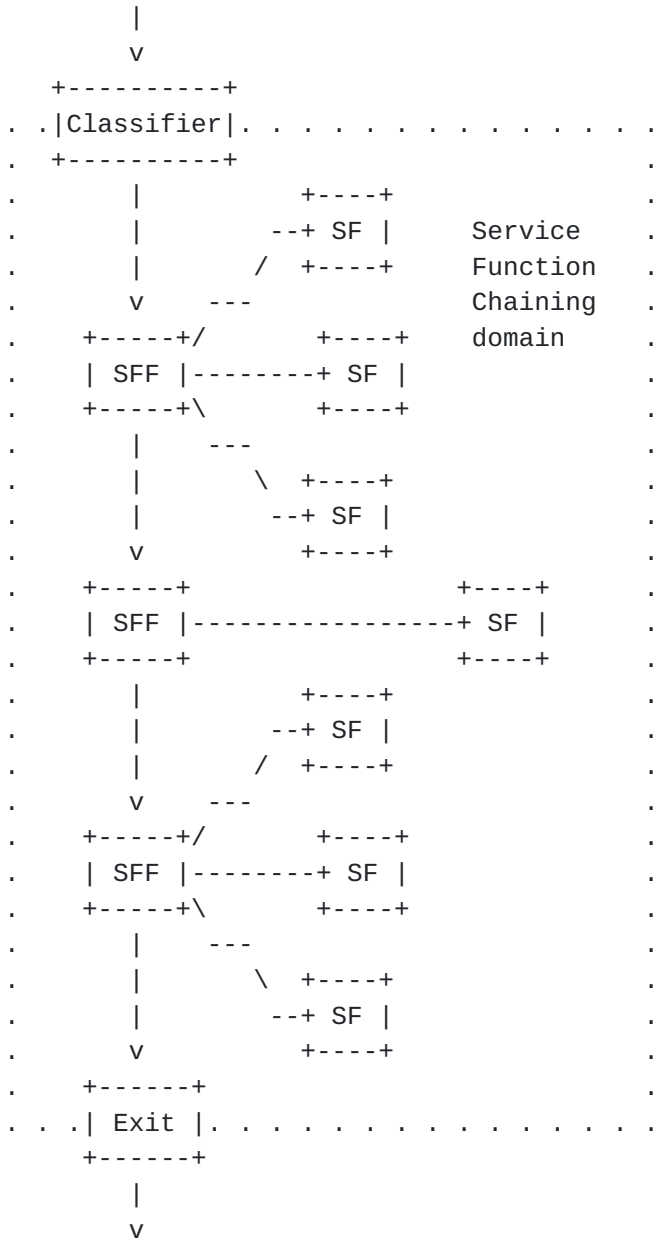 Classifier
SF
Service
Function
Chaining
domain
SFF
SF
SF
SFF
SF
SF
SFF
SF
SF
Exit